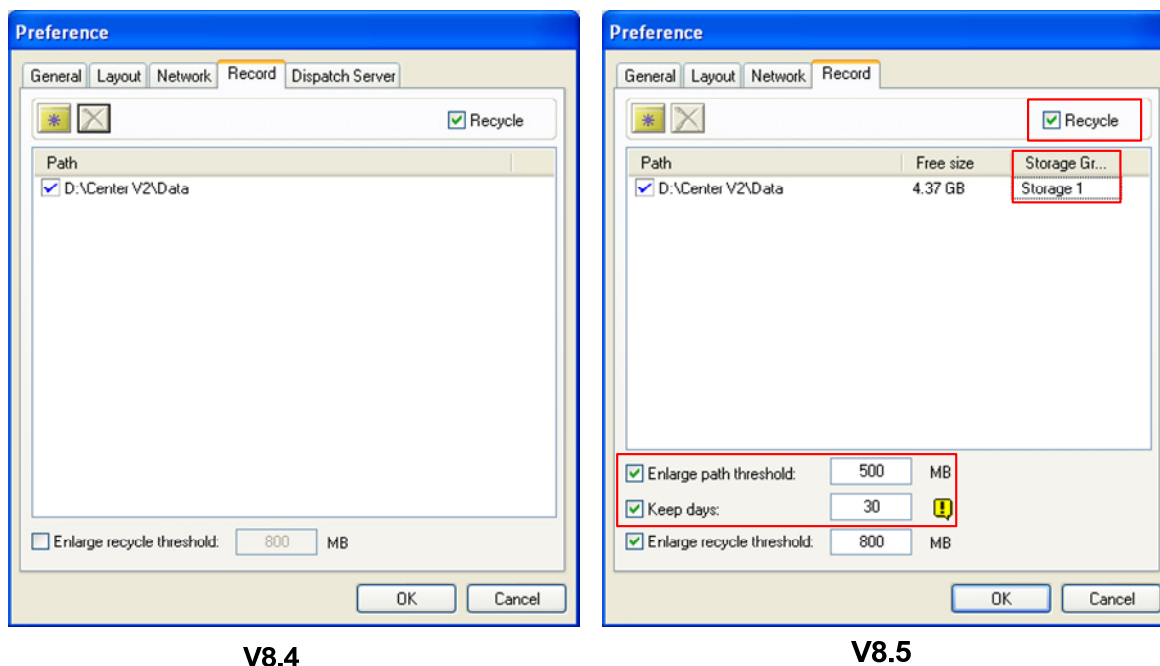 Preference
General Layout Network Record Dispatch Server
Recycle
Path
D:\Center V2\Data
Enlarge recycle threshold: 800 MB
OK Cancel
V8.4
Preference
General Layout Network Record
Recycle
Path Free size Storage Gr...
D:\Center V2\Data 4.37 GB Storage 1
Enlarge path threshold: 500 MB
Keep days: 30
Enlarge recycle threshold: 800 MB
OK Cancel
V8.5